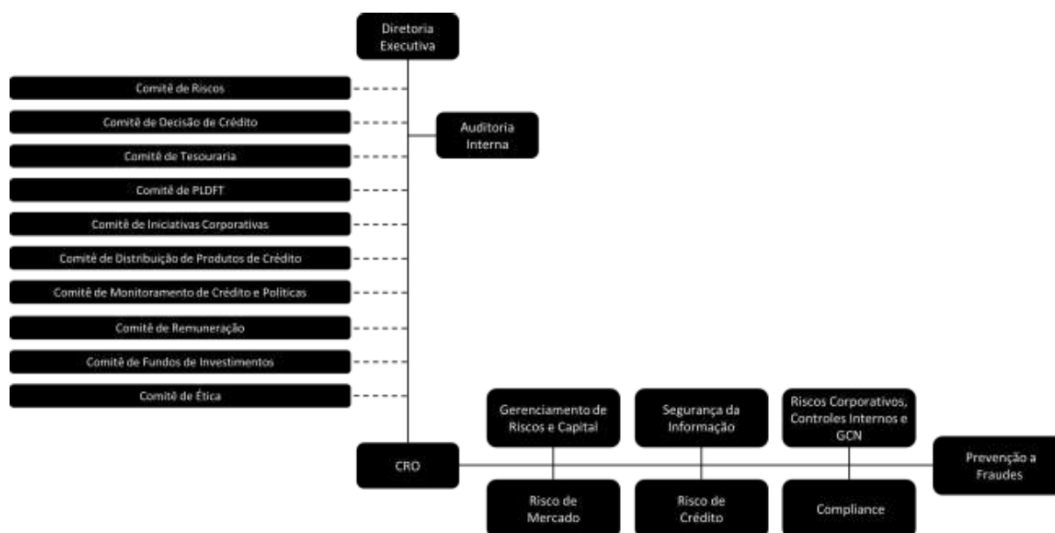 Diretoria
Executiva
Comitê de Riscos
Comitê de Decisão de Crédito
Auditoria
Interna
Comitê de Tesouraria
Comitê de PLDFT
Comitê de Iniciativas Corporativas
Comitê de Distribuição de Produtos de Crédito
Comitê de Monitoramento de Crédito e Políticas
Comitê de Remuneração
Comitê de Fundos de Investimentos
Comitê de Ética
Gerenciamento de
Riscos e Capital
Segurança da
Informação
Riscos Corporativos,
Controles Internos e
GCN
CRO
Prevenção a
Fraudes
Risco de
Mercado
Risco de
Crédito
Compliance